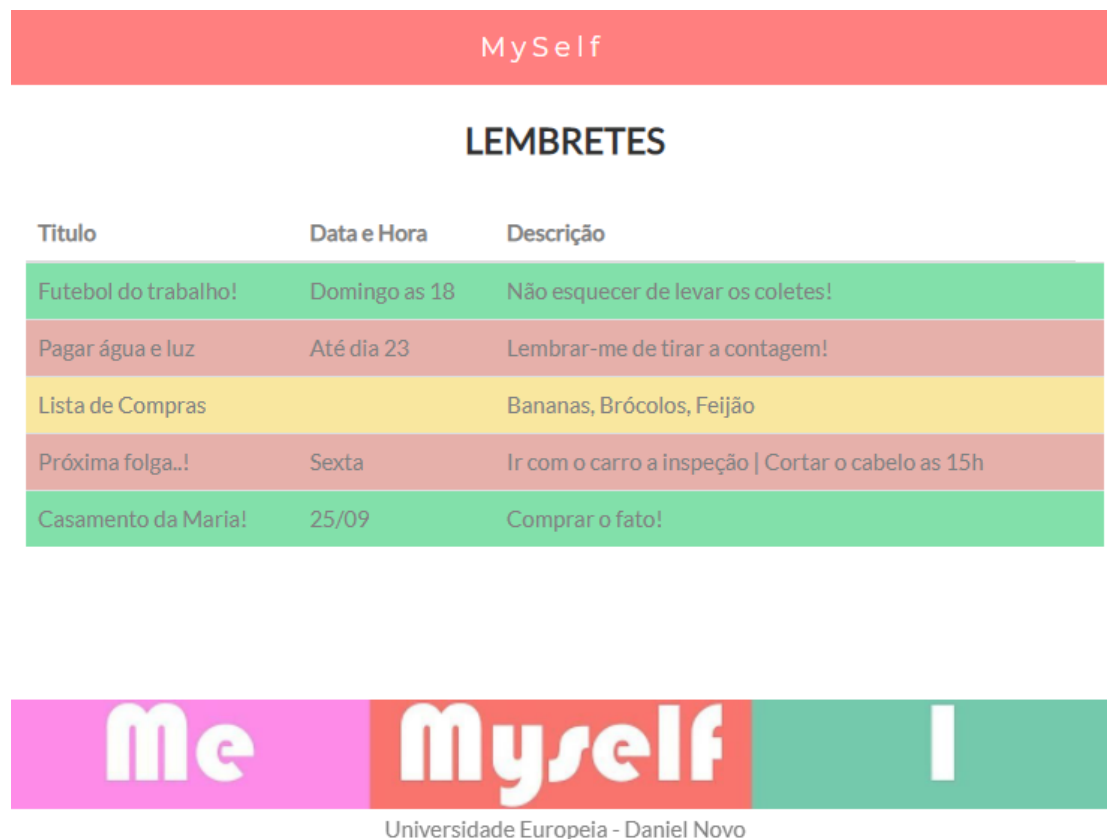 MySelf
LEMBRETES
Titulo Data e Hora Descrição
Futebol do trabalho! Domingo as 18 Não esquecer de levar os coletes!
Pagar água e luz Até dia 23 Lembrar-me de tirar a contagem!
Lista de Compras Bananas, Brócolos, Feijão
Próxima folga..! Sexta Ir com o carro a inspeção | Cortar o cabelo as 15h
Casamento da Maria! 25/09 Comprar o fato!
Me Myself I
Universidade Europeia - Daniel Novo